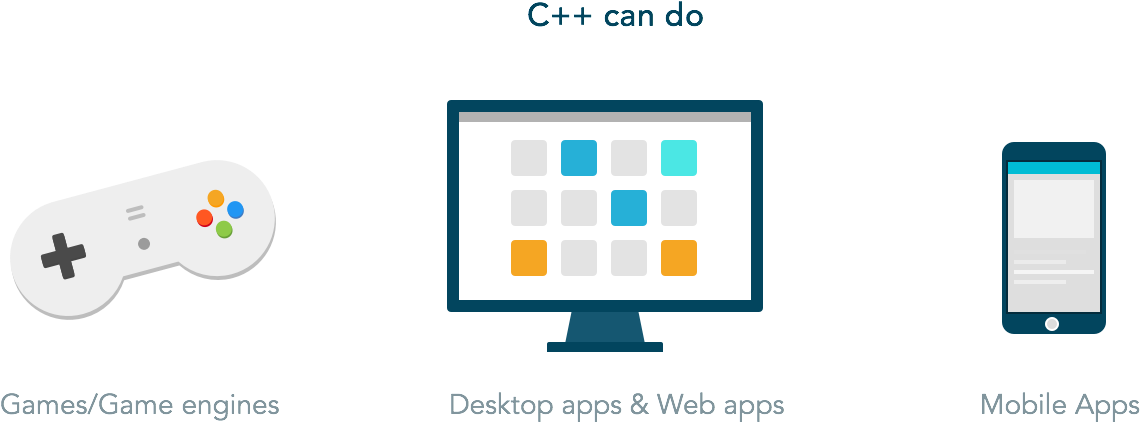 C++ can do
Games/Game engines
Desktop apps & Web apps
Mobile Apps